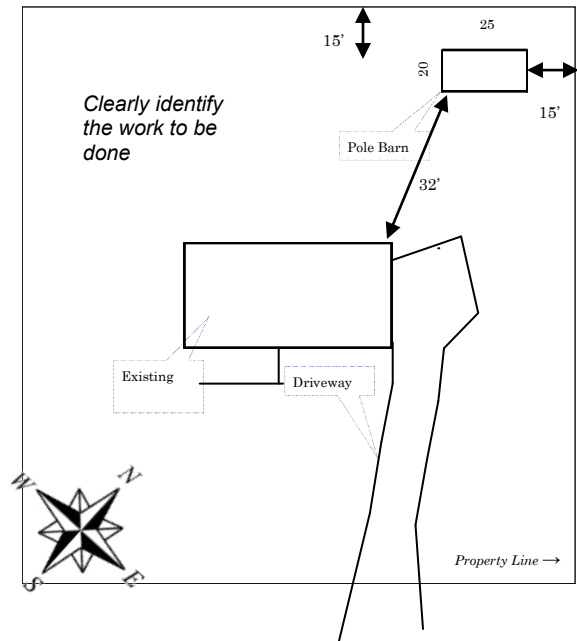 25
15'
20
15'
Clearly identify
the work to be
done
Pole Barn
32'
Existing
Driveway
W
N
S
E
Property Line →